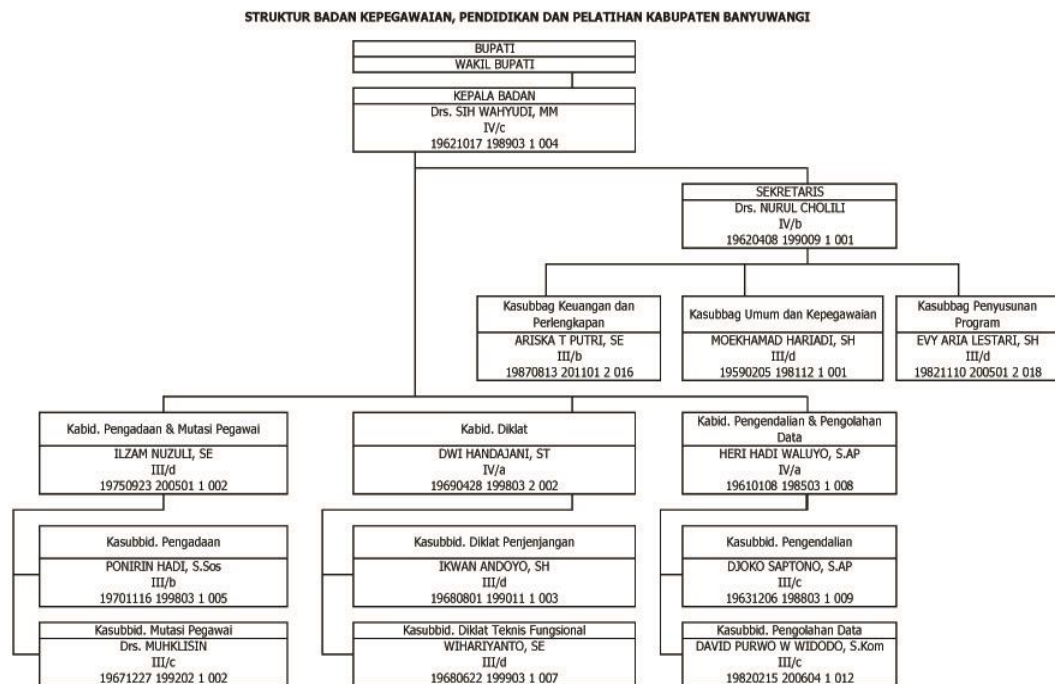 STRUKTUR BADAN KEPEGAWAIAN, PENDIDIKAN DAN PELATIHAN KABUPATEN BANYUWANGI
BUPATI
WAKIL BUPATI
KEPALA BADAN
Drs. SIH WAHYUDI, MM
IV/c
19621017 198903 1 004
SEKRETARIS
Drs. NURUL CHOLILI
IV/b
19620408 199009 1 001
Kasubbag Keuangan dan
Perlengkapan
ARISKA T PUTRI, SE
III/b
19870813 201101 2 016
Kasubbag Umum dan Kepegawaian
MOEKHAMAD HARIADI, SH
III/d
19590205 198112 1 001
Kasubbag Penyusunan
Program
EVY ARIA LESTARI, SH
III/d
19821110 200501 2 018
Kabid. Pengadaan & Mutasi Pegawai
ILZAM NUZULI, SE
III/d
19750923 200501 1 002
Kabid. Diklat
DWI HANDAJANI, ST
IV/a
19690428 199803 2 002
Kabid. Pengendalian & Pengolahan
Data
HERI HADI WALUYO, S.AP
IV/a
19610108 198503 1 008
Kasubbid. Pengadaan
PONIRIN HADI, S.Sos
III/b
19701116 199803 1 005
Kasubbid. Diklat Penjenjangan
IKWAN ANDOYO, SH
III/d
19680801 199011 1 003
Kasubbid. Pengendalian
DJOKO SAPTONO, S.AP
III/c
19631206 198803 1 009
Kasubbid. Mutasi Pegawai
Drs. MUHKLISIN
III/c
19671227 199202 1 002
Kasubbid. Diklat Teknis Fungsional
WIHARIYANTO, SE
III/d
19680622 199903 1 007
Kasubbid. Pengolahan Data
DAVID PURWO W WIDODO, S.Kom
III/c
19820215 200604 1 012